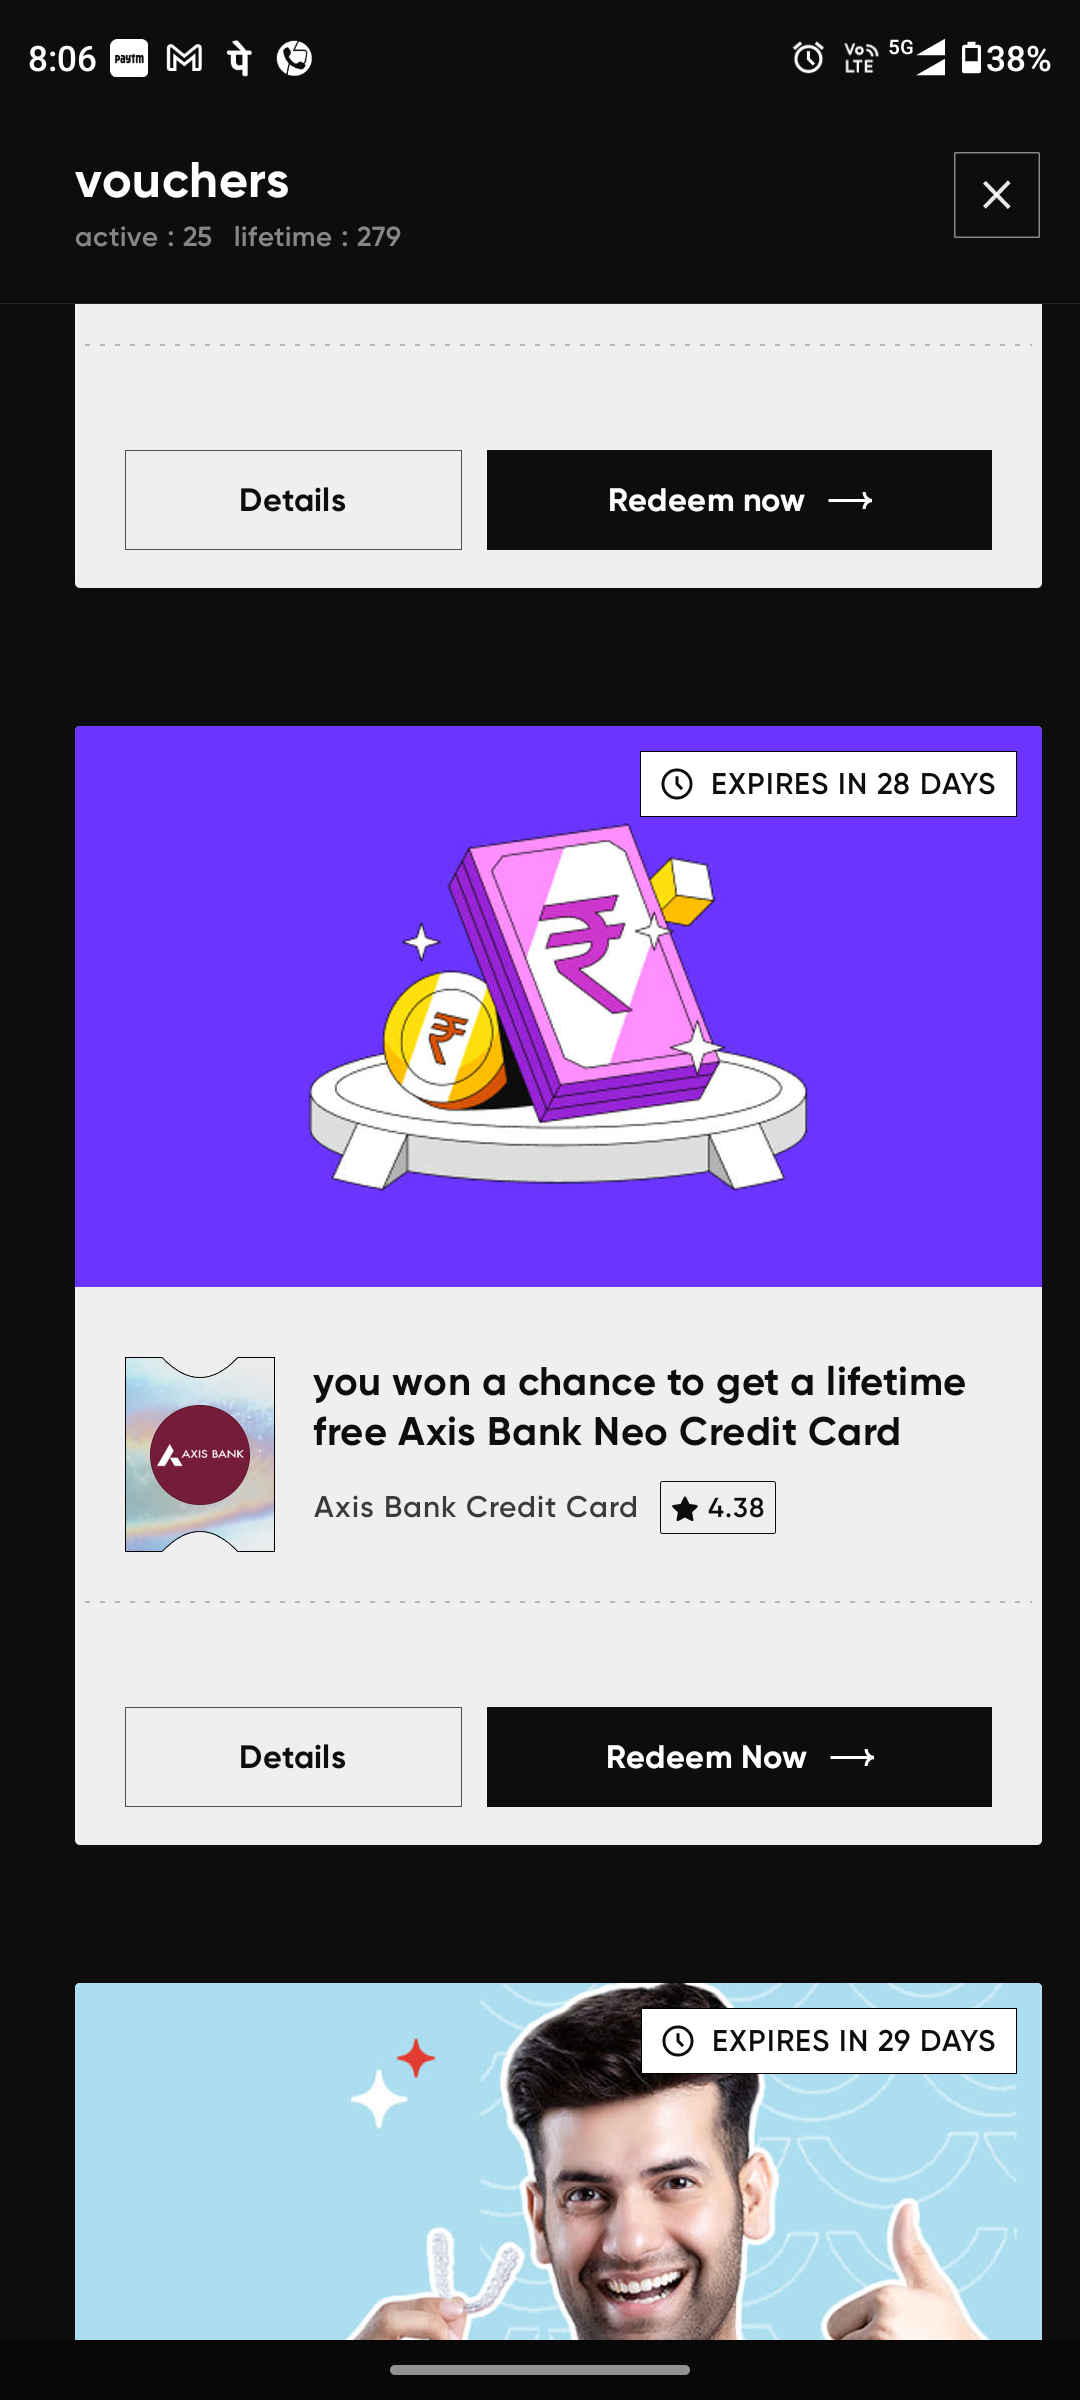 8:06 paytm पे Vo LTE 5G 38%
vouchers
active : 25 lifetime : 279
Details Redeem now
EXPIRES IN 28 DAYS
₹
₹
you won a chance to get a lifetime
free Axis Bank Neo Credit Card
AXIS BANK
Axis Bank Credit Card 4.38
Details Redeem Now
EXPIRES IN 29 DAYS